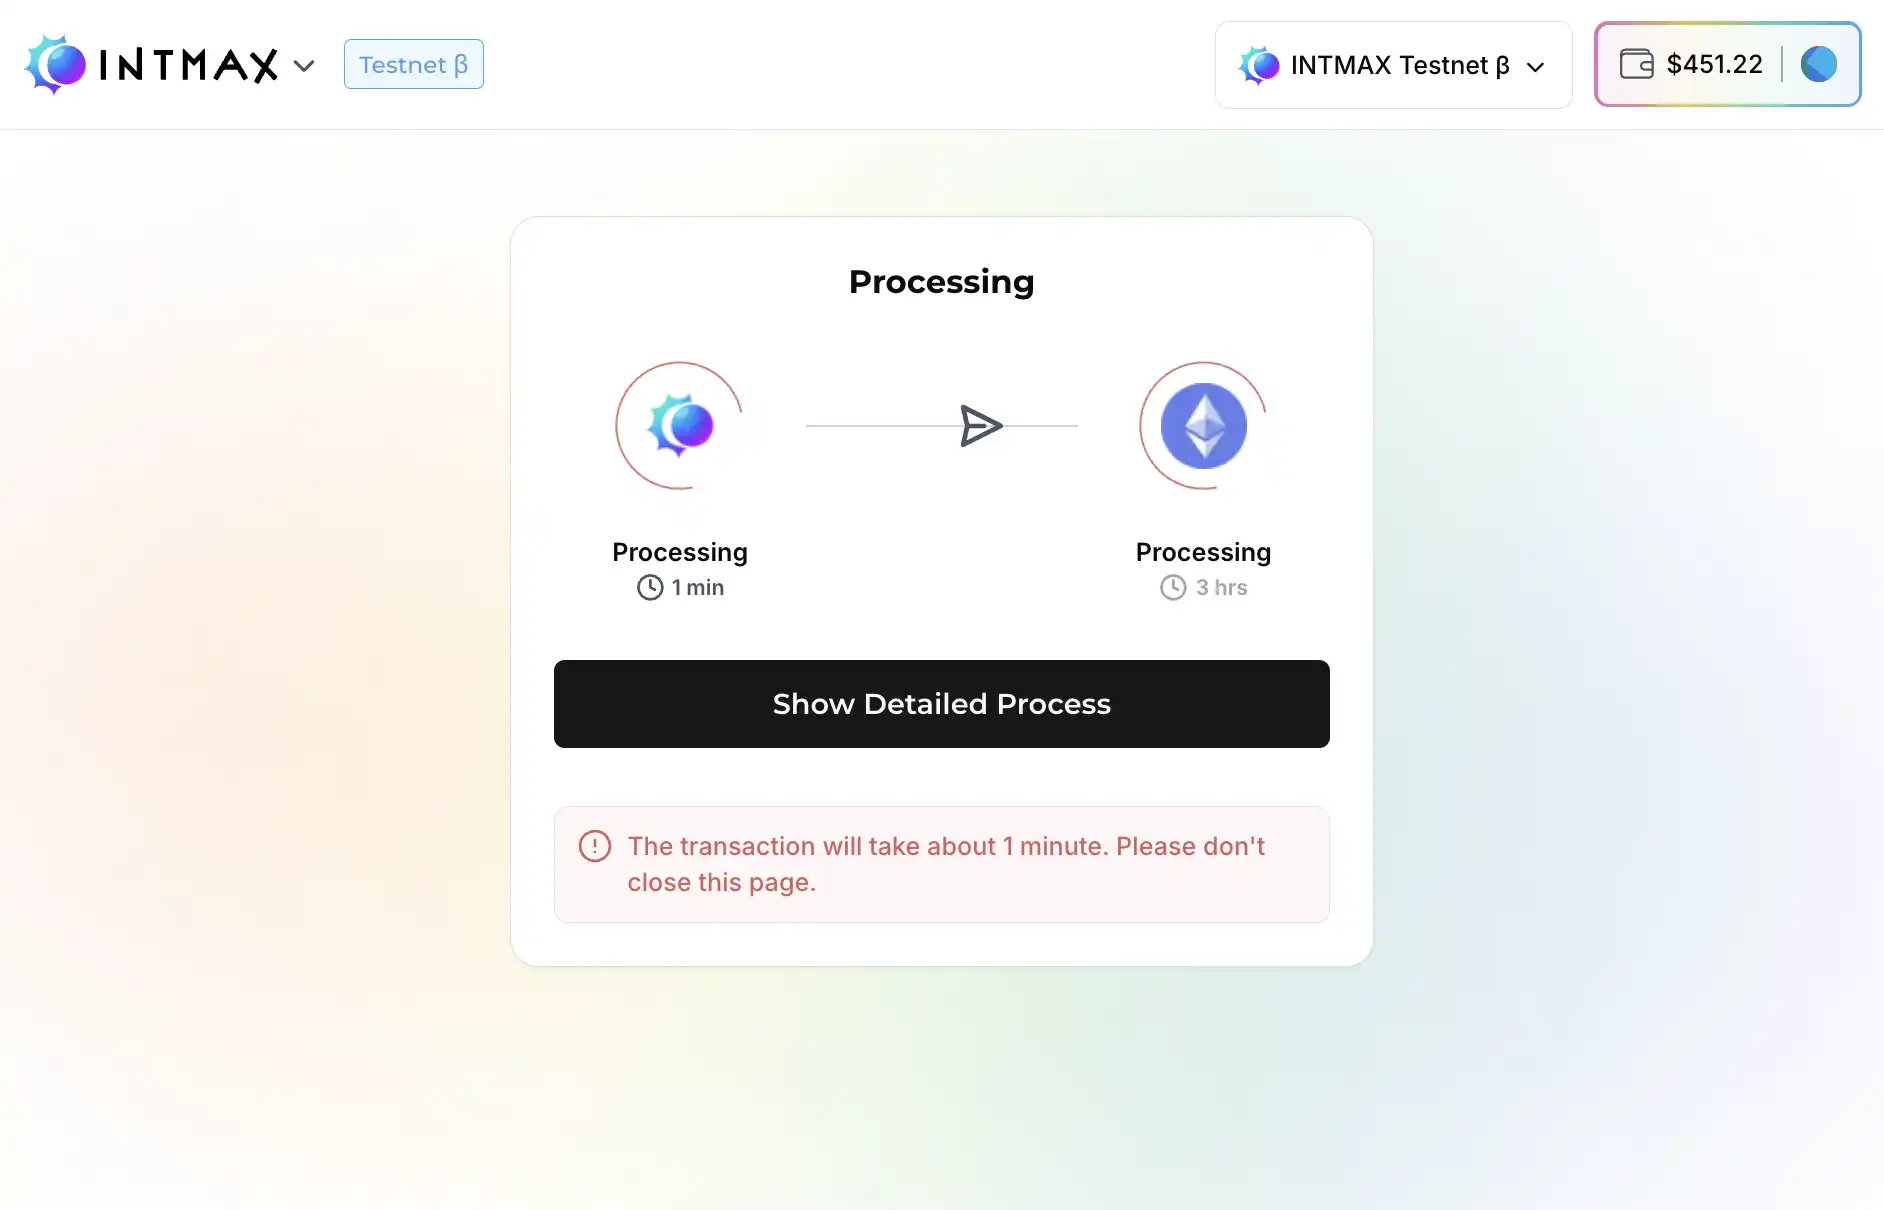 INTMAX
Testnet β
INTMAX Testnet β
$451.22
Processing
Processing
1 min
Processing
3 hrs
Show Detailed Process
The transaction will take about 1 minute. Please don't
close this page.